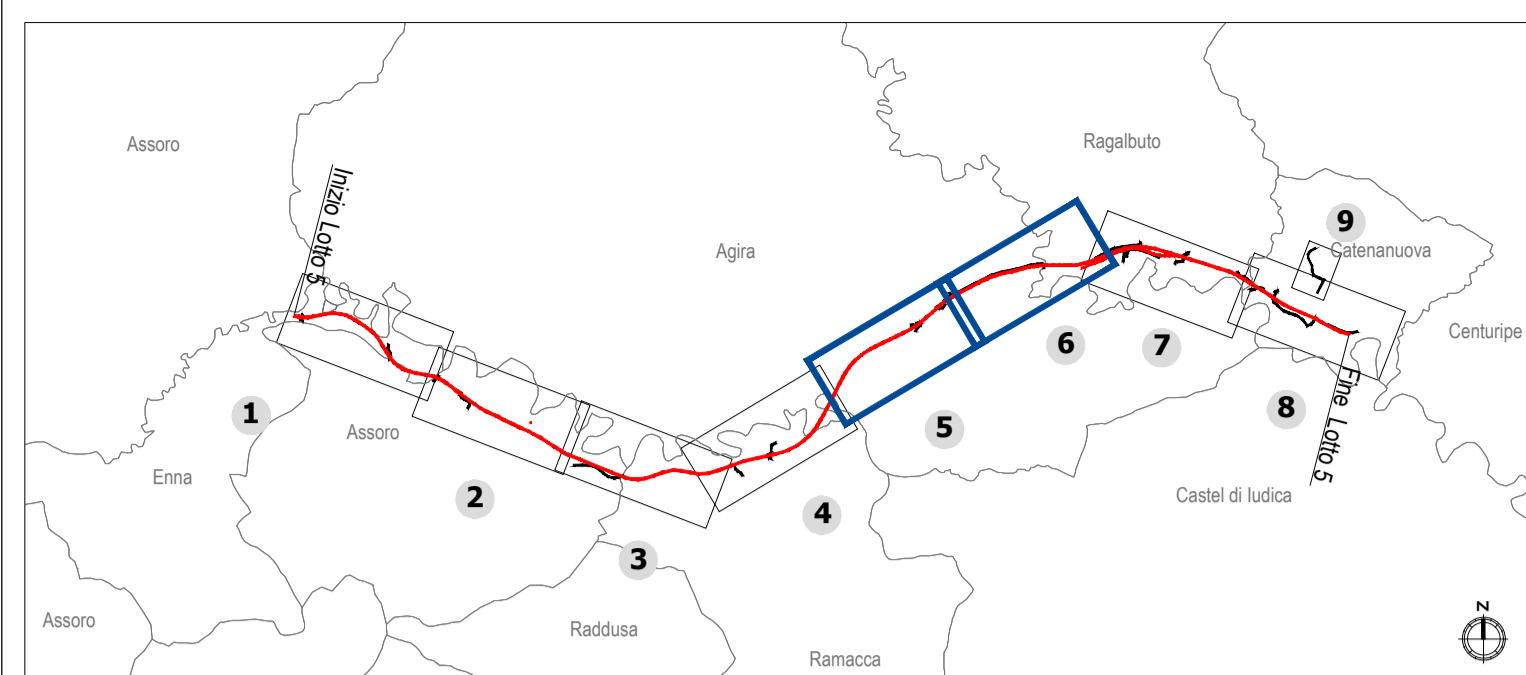 Assoro
Ragalbuto
Inizio Lotto 5
9
Catenanuova
Agira
Centuripe
6
7
8
Fine Lotto 5
1
Assoro
5
Enna
2
Castel di Iudica
4
3
Assoro
Raddusa
Ramacca
N